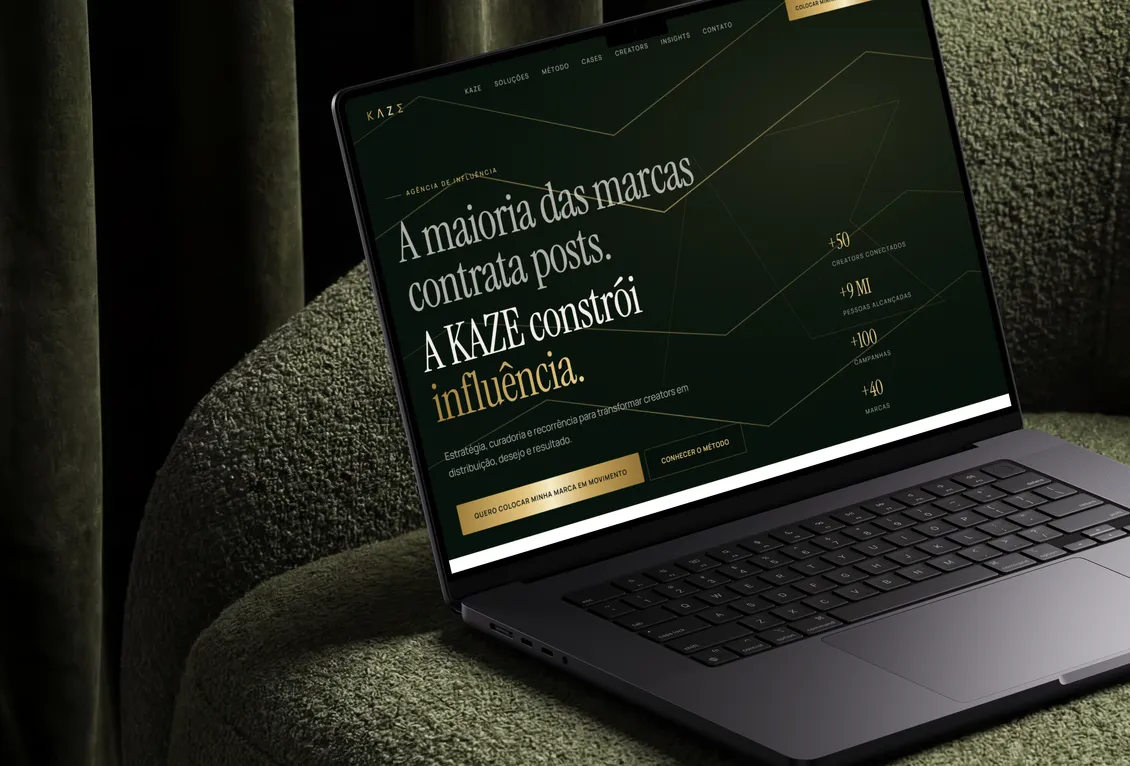 COLOCAR MINHA
KAZE SOLUÇÕES MÉTODO CASES CREATORS INSIGHTS CONTATO
KΛZΣ
AGÊNCIA DE INFLUÊNCIA
A maioria das marcas
contrata posts.
A KAZE constrói
influência.
Estratégia, curadoria e recorrência para transformar creators em
distribuição, desejo e resultado.
QUERO COLOCAR MINHA MARCA EM MOVIMENTO
CONHECER O MÉTODO
+50
CREATORS CONECTADOS
+9 MI
PESSOAS ALCANÇADAS
+100
CAMPANHAS
+40
MARCAS